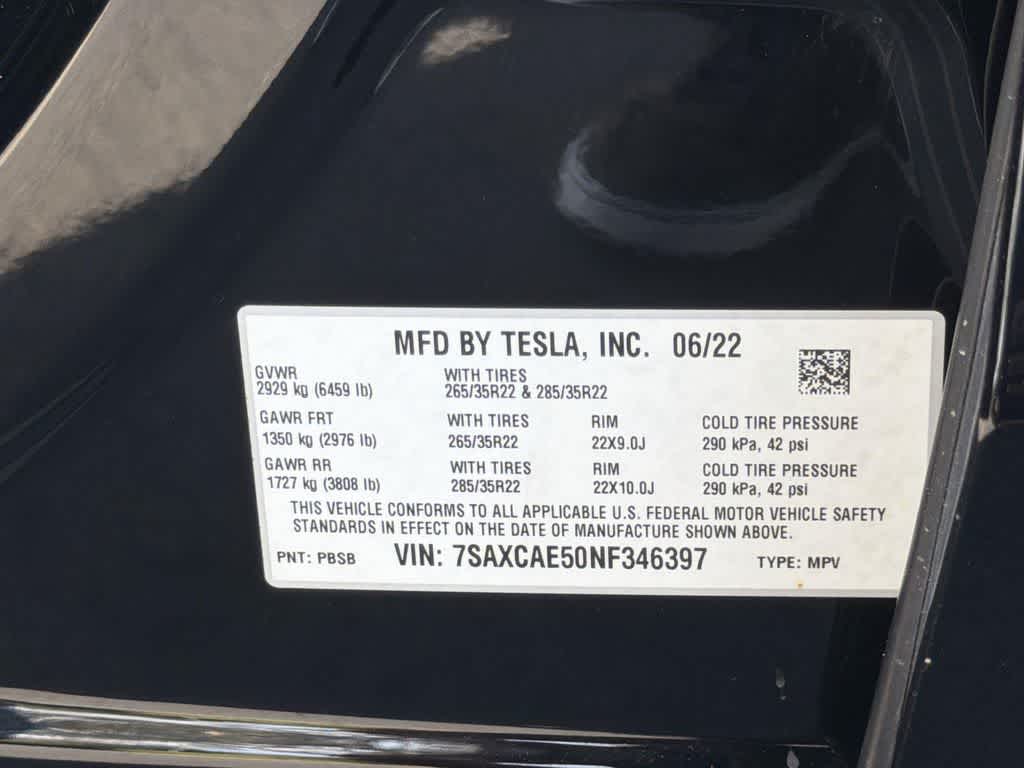 MFD BY TESLA, INC. 06/22
GVWR WITH TIRES
2929 kg (6459 lb) 265/35R22 & 285/35R22
GAWR FRT WITH TIRES RIM COLD TIRE PRESSURE
1350 kg (2976 lb) 265/35R22 22X9.0J 290 kPa, 42 psi
GAWR RR WITH TIRES RIM COLD TIRE PRESSURE
1727 kg (3808 lb) 285/35R22 22X10.0J 290 kPa, 42 psi
THIS VEHICLE CONFORMS TO ALL APPLICABLE U.S. FEDERAL MOTOR VEHICLE SAFETY
STANDARDS IN EFFECT ON THE DATE OF MANUFACTURE SHOWN ABOVE.
PNT: PBSB VIN: 7SAXCAE50NF346397 TYPE: MPV